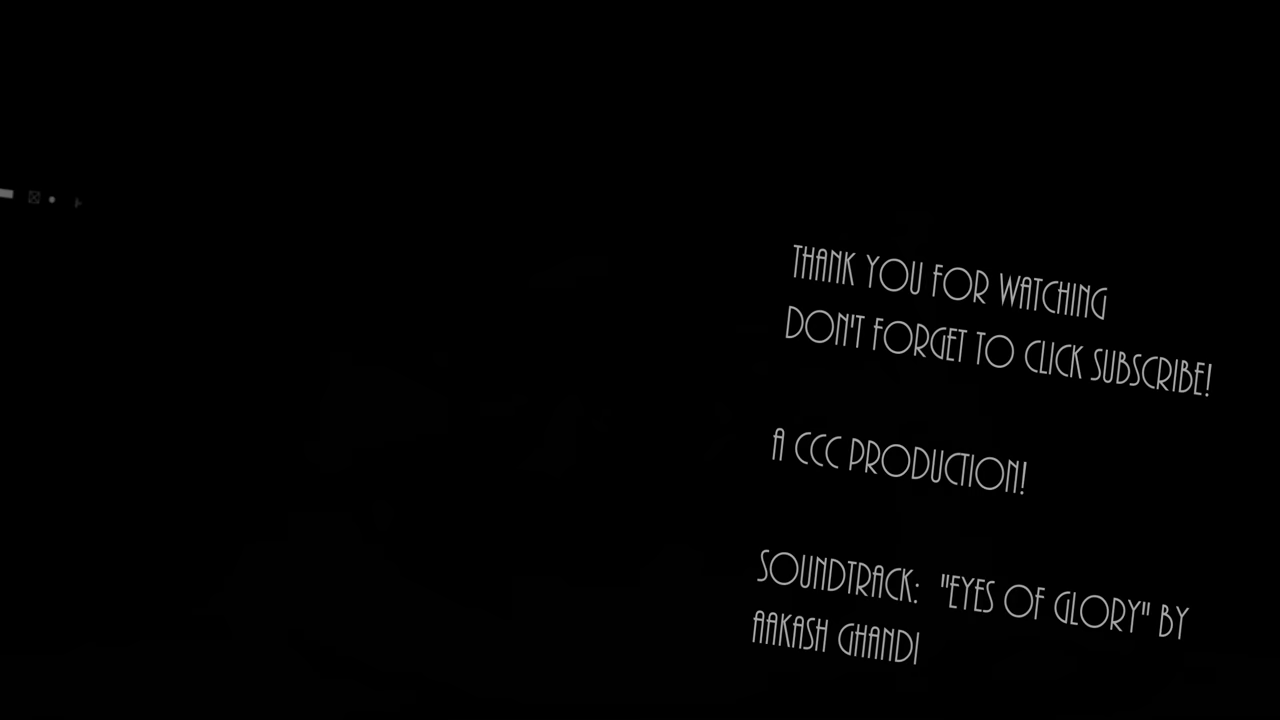 THANK YOU FOR WATCHING
DON'T FORGET TO CLICK SUBSCRIBE!
A CCC PRODUCTION!
SOUNDTRACK: "EYES OF GLORY" BY
AAKASH GHANDI